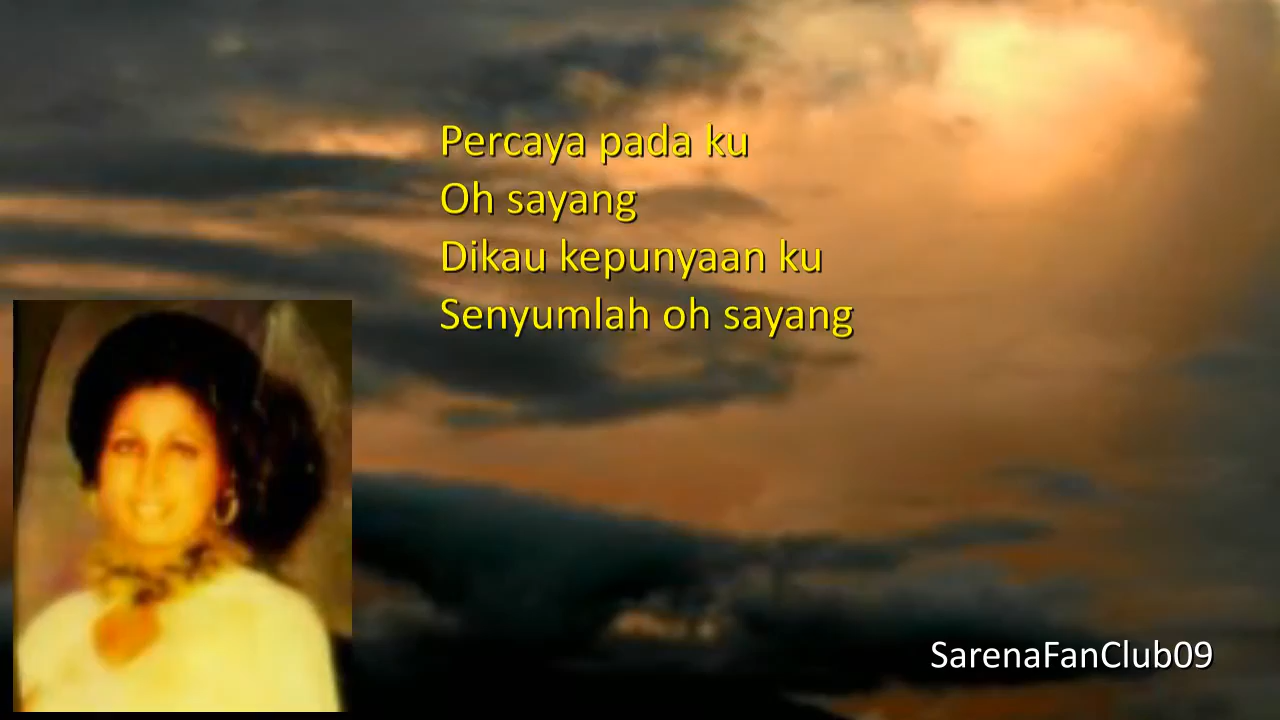 Percaya pada ku
Oh sayang
Dikau kepunyaan ku
Senyumlah oh sayang
SarenaFanClub09